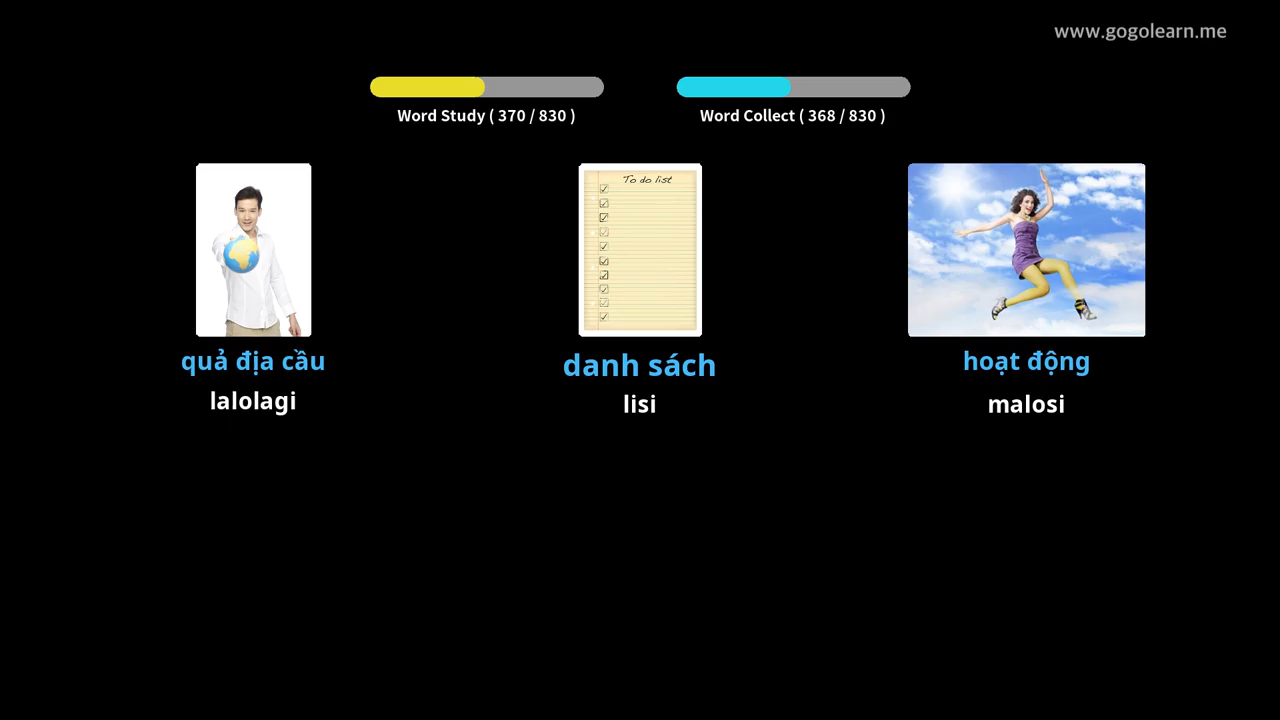 www.gogolearn.me
Word Study ( 370 / 830 )
Word Collect ( 368 / 830 )
To do list
quả địa cầu
danh sách
hoạt động
lalolagi
lisi
malosi